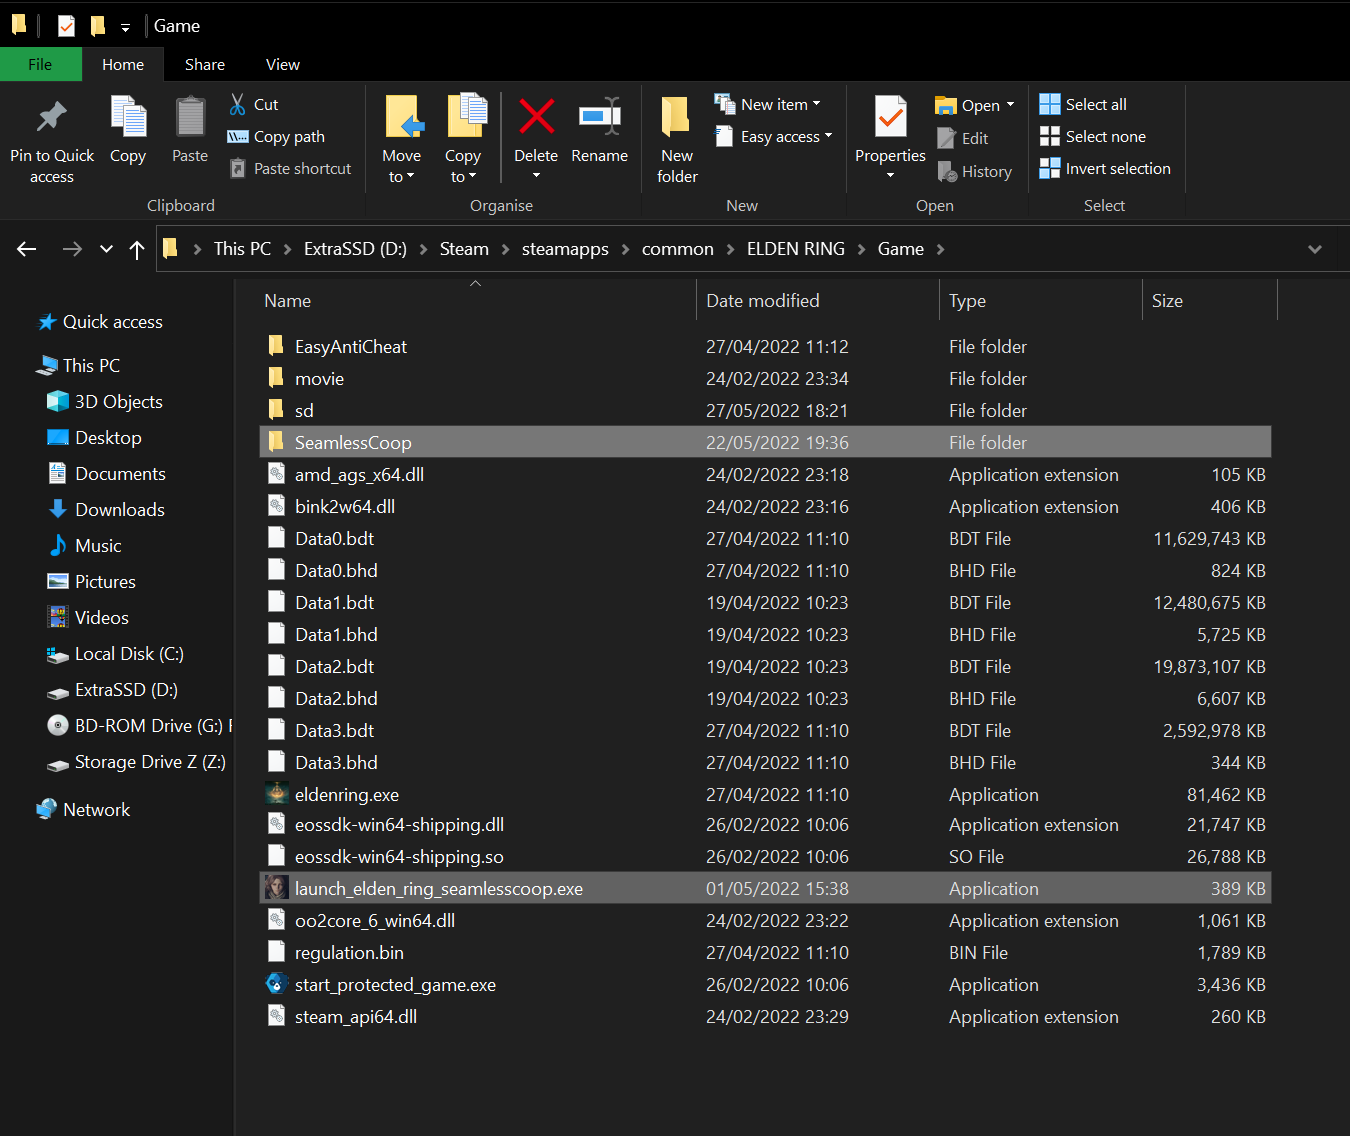 Game
File Home Share View
Pin to Quick access
Copy
Paste
Cut
Copy path
Paste shortcut
Clipboard
Move to
Copy to
Delete
Rename
Organise
New folder
New item
Easy access
New
Properties
Open
Edit
History
Open
Select all
Select none
Invert selection
Select
This PC > ExtraSSD (D:) > Steam > steamapps > common > ELDEN RING > Game >
Quick access
This PC
3D Objects
Desktop
Documents
Downloads
Music
Pictures
Videos
Local Disk (C:)
ExtraSSD (D:)
BD-ROM Drive (G:)
Storage Drive Z (Z:)
Network
Name Date modified Type Size
EasyAntiCheat 27/04/2022 11:12 File folder
movie 24/02/2022 23:34 File folder
sd 27/05/2022 18:21 File folder
SeamlessCoop 22/05/2022 19:36 File folder
amd_ags_x64.dll 24/02/2022 23:18 Application extension 105 KB
bink2w64.dll 24/02/2022 23:16 Application extension 406 KB
Data0.bdt 27/04/2022 11:10 BDT File 11,629,743 KB
Data0.bhd 27/04/2022 11:10 BHD File 824 KB
Data1.bdt 19/04/2022 10:23 BDT File 12,480,675 KB
Data1.bhd 19/04/2022 10:23 BHD File 5,725 KB
Data2.bdt 19/04/2022 10:23 BDT File 19,873,107 KB
Data2.bhd 19/04/2022 10:23 BHD File 6,607 KB
Data3.bdt 27/04/2022 11:10 BDT File 2,592,978 KB
Data3.bhd 27/04/2022 11:10 BHD File 344 KB
eldenring.exe 27/04/2022 11:10 Application 81,462 KB
eossdk-win64-shipping.dll 26/02/2022 10:06 Application extension 21,747 KB
eossdk-win64-shipping.so 26/02/2022 10:06 SO File 26,788 KB
launch_elden_ring_seamlesscoop.exe 01/05/2022 15:38 Application 389 KB
oo2core_6_win64.dll 24/02/2022 23:22 Application extension 1,061 KB
regulation.bin 27/04/2022 11:10 BIN File 1,789 KB
start_protected_game.exe 26/02/2022 10:06 Application 3,436 KB
steam_api64.dll 24/02/2022 23:29 Application extension 260 KB